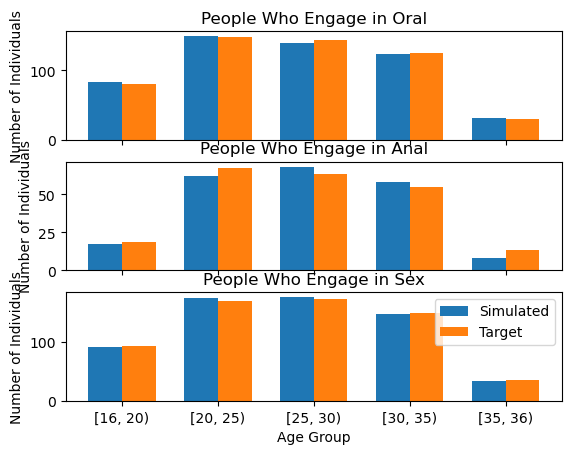 People Who Engage in Oral
Number of Individuals
100
0
People Who Engage in Anal
Number of Individuals
50
25
0
People Who Engage in Sex
Number of Individuals
100
0
Simulated
Target
[16, 20) [20, 25) [25, 30) [30, 35) [35, 36)
Age Group